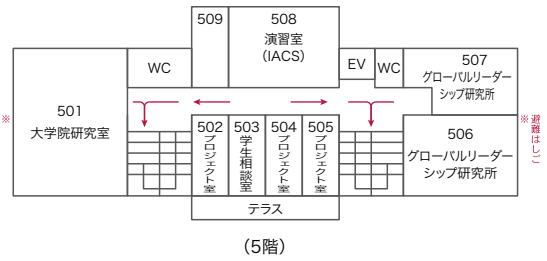 509
508
演習室
（IACS）
WC
EV
WC
507
グローバルリーダー
シップ研究所
501
大学院研究室
※
502
プロジェクト室
503
学生相談室
504
プロジェクト室
505
プロジェクト室
506
グローバルリーダー
シップ研究所
※避難はしご
テラス
（5階）